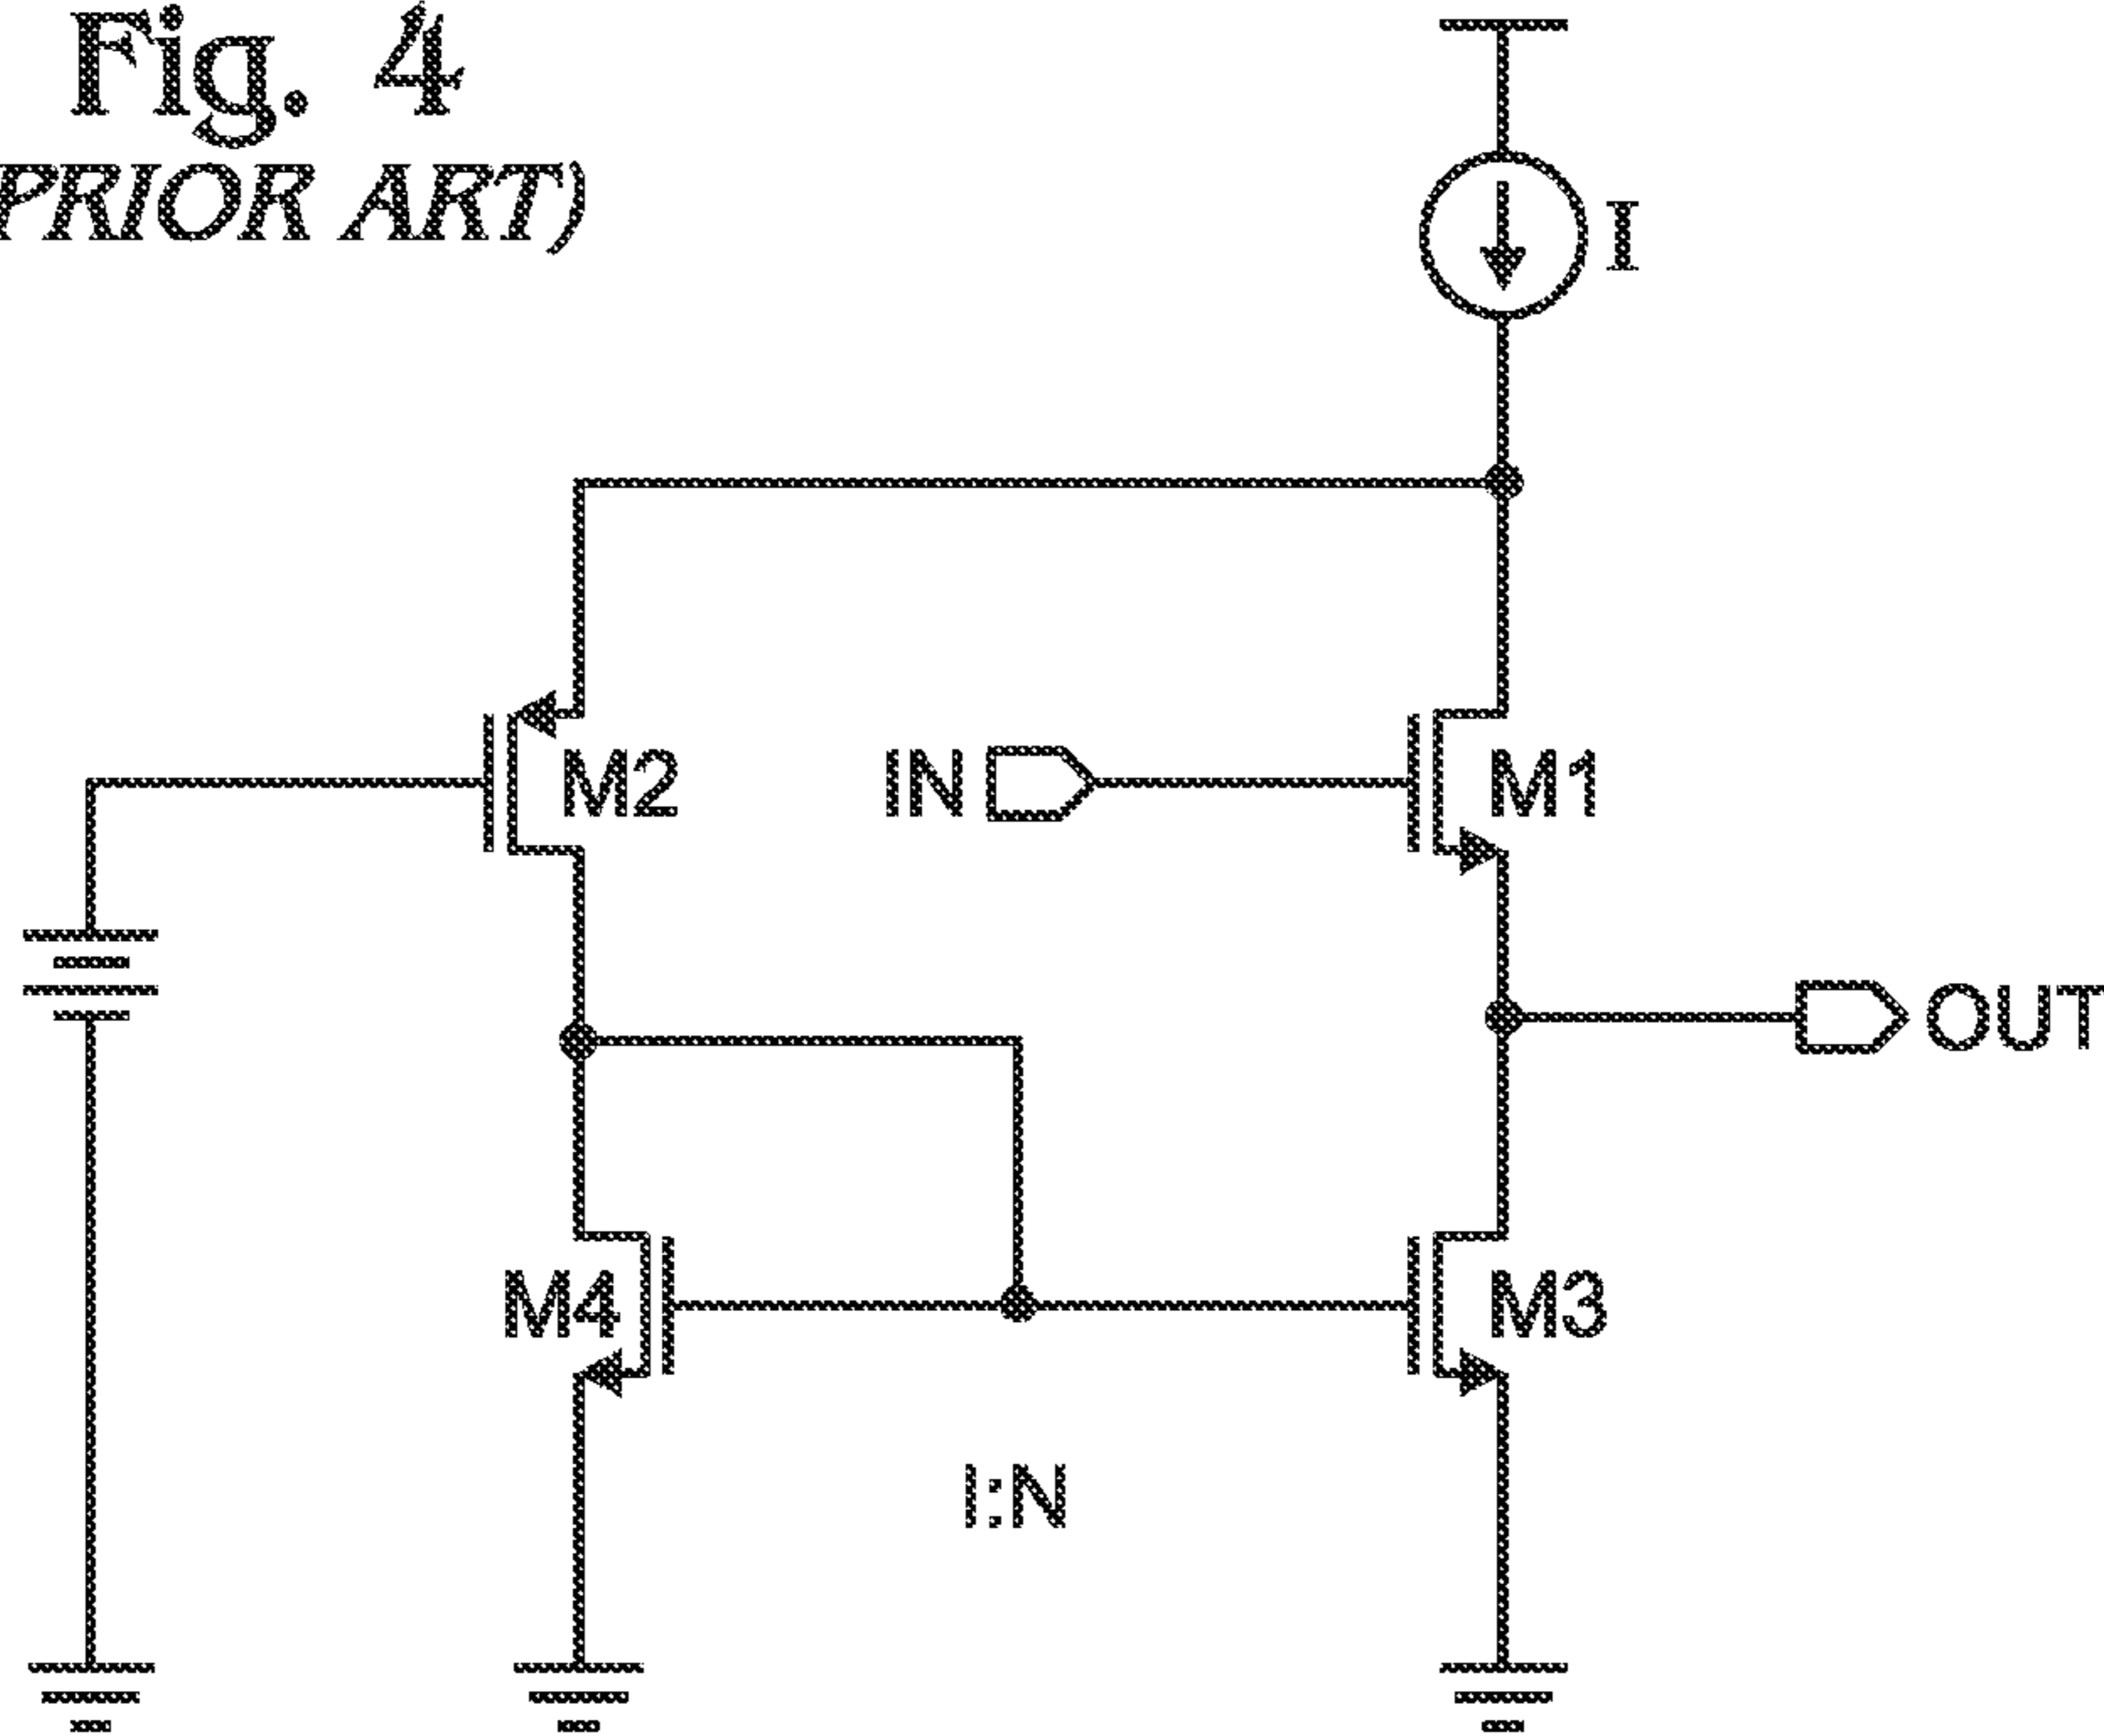 Fig. 4
PRIOR ART)
I
M2
IN
M1
OUT
M4
M3
I:N